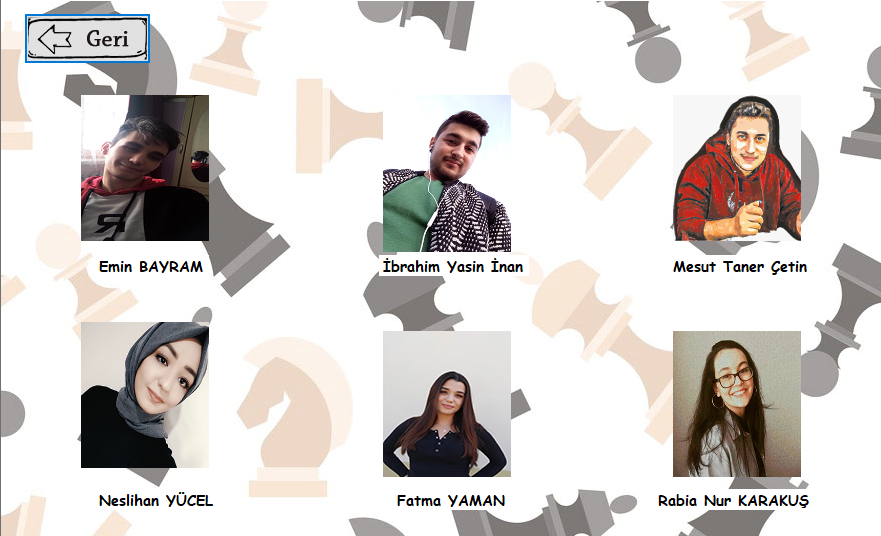 Geri
Emin BAYRAM
İbrahim Yasin İnan
Mesut Taner Çetin
Neslihan YÜCEL
Fatma YAMAN
Rabia Nur KARAKUŞ